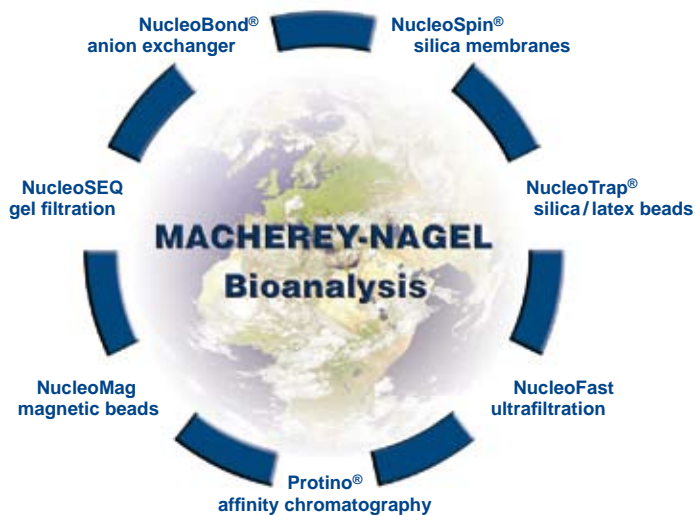 NucleoBond®
anion exchanger
NucleoSpin®
silica membranes
NucleoSEQ
gel filtration
NucleoTrap®
silica/latex beads
MACHEREY-NAGEL
Bioanalysis
NucleoMag
magnetic beads
NucleoFast
ultrafiltration
Protino®
affinity chromatography